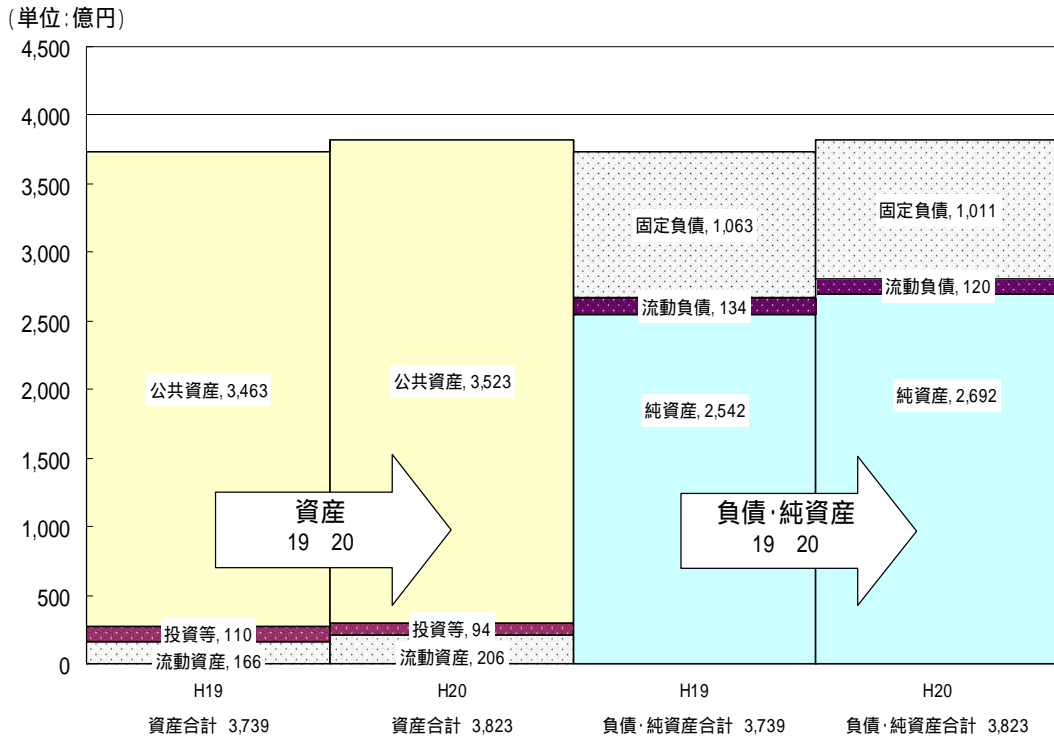 (単位:億円)
4,500
4,000
3,500
3,000
2,500
2,000
1,500
1,000
500
0
固定負債, 1,063
固定負債, 1,011
流動負債, 134
流動負債, 120
公共資産, 3,463
公共資産, 3,523
純資産, 2,542
純資産, 2,692
資産
19 20
負債・純資産
19 20
投資等, 110
投資等, 94
流動資産, 166
流動資産, 206
H19 H20 H19 H20
資産合計 3,739 資産合計 3,823 負債・純資産合計 3,739 負債・純資産合計 3,823